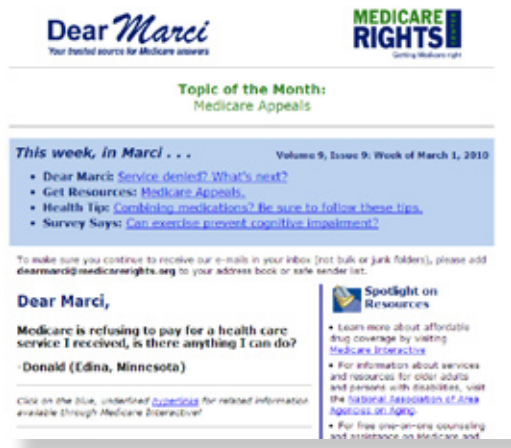 Dear Marci
Your trusted source for Medicare answers
MEDICARE
RIGHTS
Getting Medicare right
Topic of the Month:
Medicare Appeals
This week, in Marci . . .
Volume 9, Issue 9: Week of March 1, 2010
• Dear Marci: Service denied? What's next?
• Get Resources: Medicare Appeals.
• Health Tip: Combining medications? Be sure to follow these tips.
• Survey Says: Can exercise prevent cognitive impairment?
To make sure you continue to receive our e-mails in your inbox (not bulk or junk folders), please add
dearmarci@medicarerights.org to your address book or safe sender list.
Dear Marci,
Medicare is refusing to pay for a health care
service I received, is there anything I can do?
-Donald (Edina, Minnesota)
Click on the blue, underlined hyperlinks for related information
available through Medicare Interactive!
Spotlight on
Resources
• Learn more about affordable
drug coverage by visiting
Medicare Interactive
• For information about services
and resources for older adults
and persons with disabilities, visit
the National Association of Area
Agencies on Aging.
• For free one-on-one counseling
and assistance on Medicare and